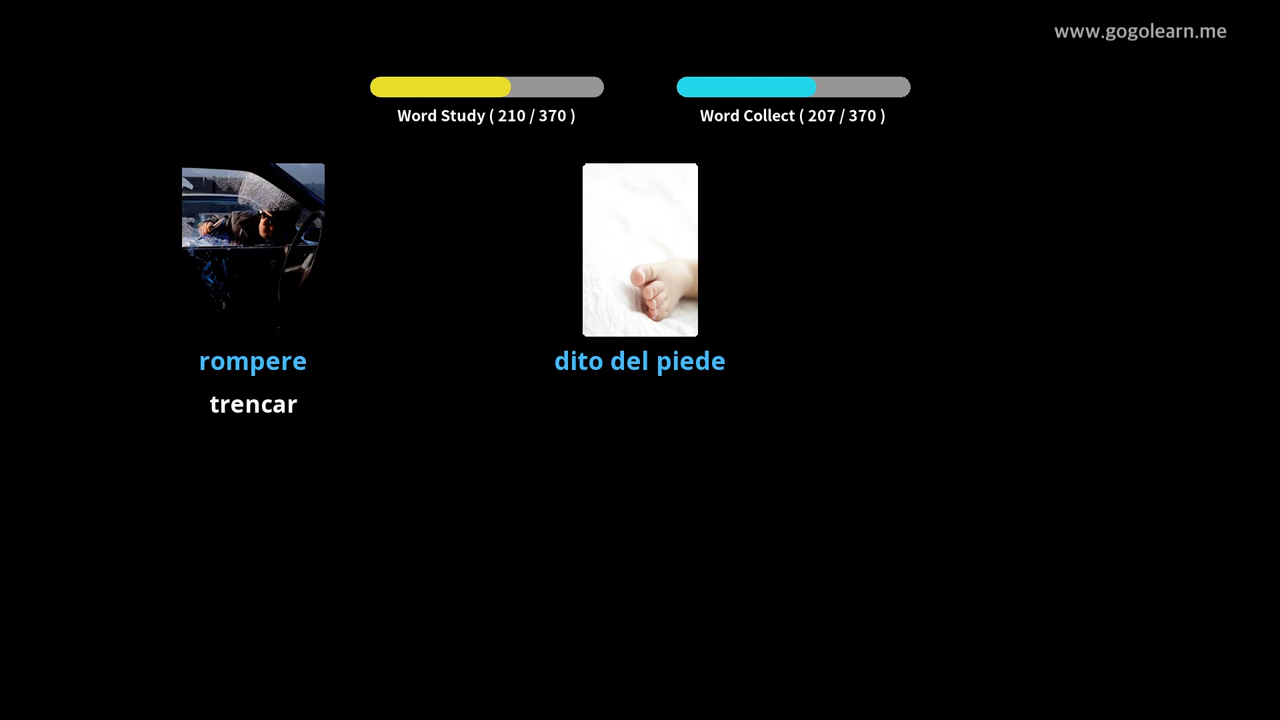 www.gogolearn.me
Word Study ( 210 / 370 )
Word Collect ( 207 / 370 )
rompere
dito del piede
trencar